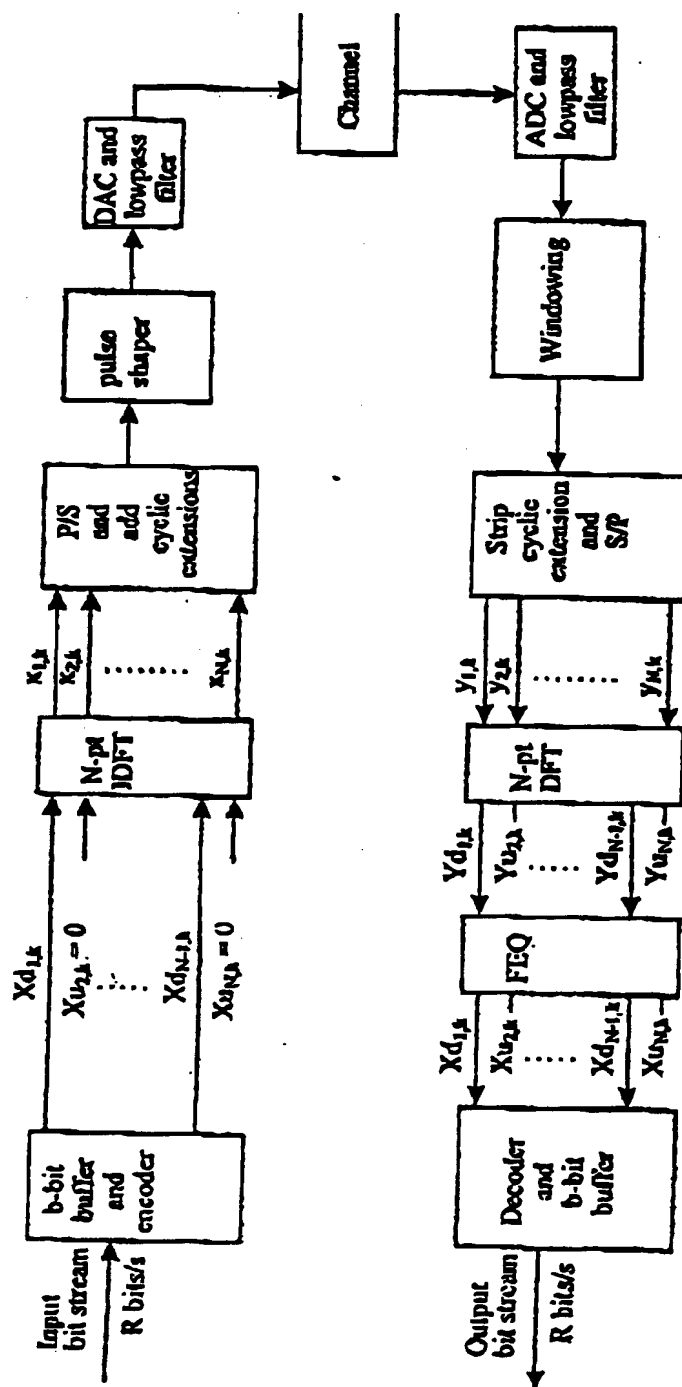 Input
bit stream
R bits/s
b-bit
buffer
and
encoder
Xd1,k
Xu2,k = 0
......
XdN-1,k
XuN,k = 0
N-pt
IDFT
x1,k
x2,k
.........
xN,k
P/S
and
add
cyclic
extensions
pulse
shaper
DAC and
lowpass
filter
Channel
ADC and
lowpass
filter
Windowing
Strip
cyclic
extension
and
S/P
y1,k
y2,k
.........
yN,k
N-pt
DFT
Yd1,k
Yu2,k
......
YdN-1,k
YuN,k
FEQ
Xd1,k
Xu2,k
......
XdN-1,k
XuN,k
Decoder
and
b-bit
buffer
Output
bit stream
R bits/s